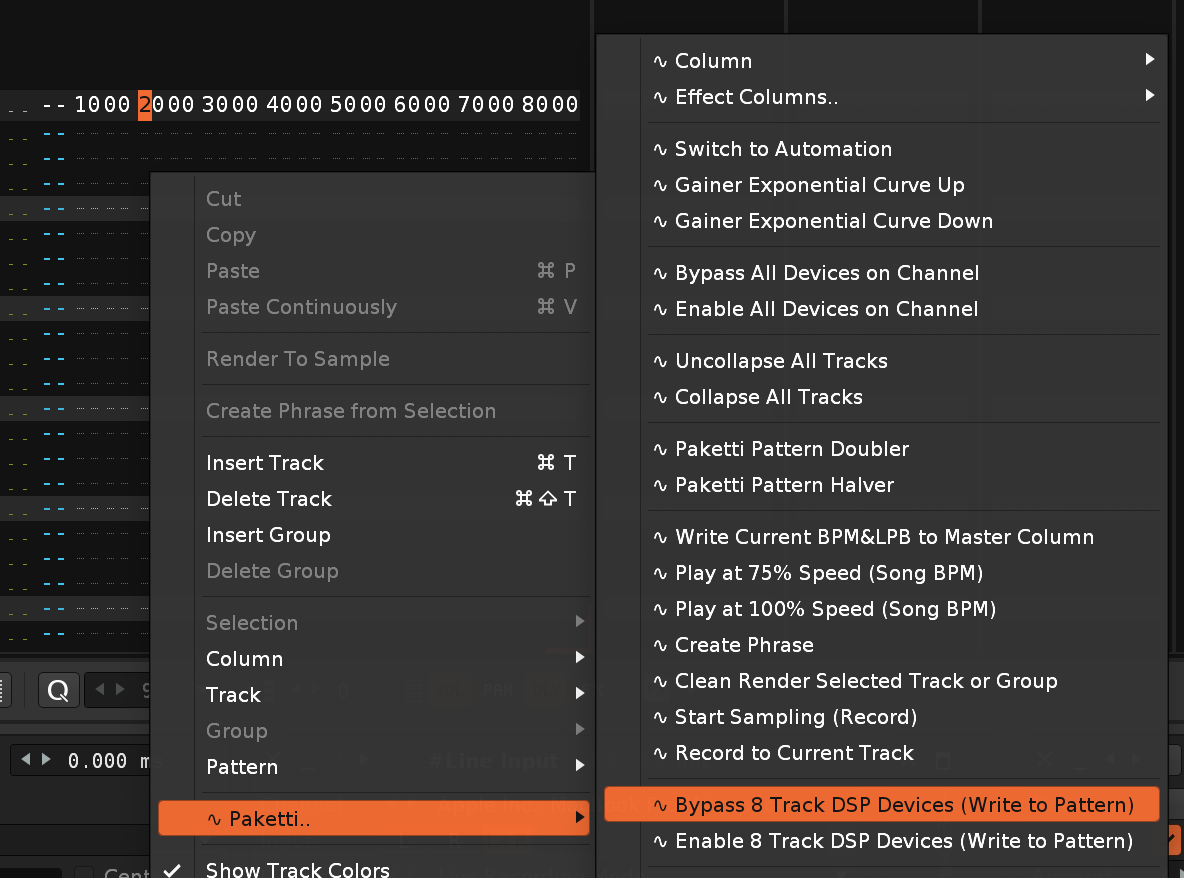 -- 1000 2000 3000 4000 5000 6000 7000 8000
Cut
Copy
Paste ⌘ P
Paste Continuously ⌘ V
Render To Sample
Create Phrase from Selection
Insert Track ⌘ T
Delete Track ⌘⇧T
Insert Group
Delete Group
Selection
Column
Track
Group
Pattern
∿ Paketti..
Show Track Colors
∿ Column
∿ Effect Columns..
∿ Switch to Automation
∿ Gainer Exponential Curve Up
∿ Gainer Exponential Curve Down
∿ Bypass All Devices on Channel
∿ Enable All Devices on Channel
∿ Uncollapse All Tracks
∿ Collapse All Tracks
∿ Paketti Pattern Doubler
∿ Paketti Pattern Halver
∿ Write Current BPM&LPB to Master Column
∿ Play at 75% Speed (Song BPM)
∿ Play at 100% Speed (Song BPM)
∿ Create Phrase
∿ Clean Render Selected Track or Group
∿ Start Sampling (Record)
∿ Record to Current Track
∿ Bypass 8 Track DSP Devices (Write to Pattern)
∿ Enable 8 Track DSP Devices (Write to Pattern)
Q
0.000 m
#Line Input
Cent